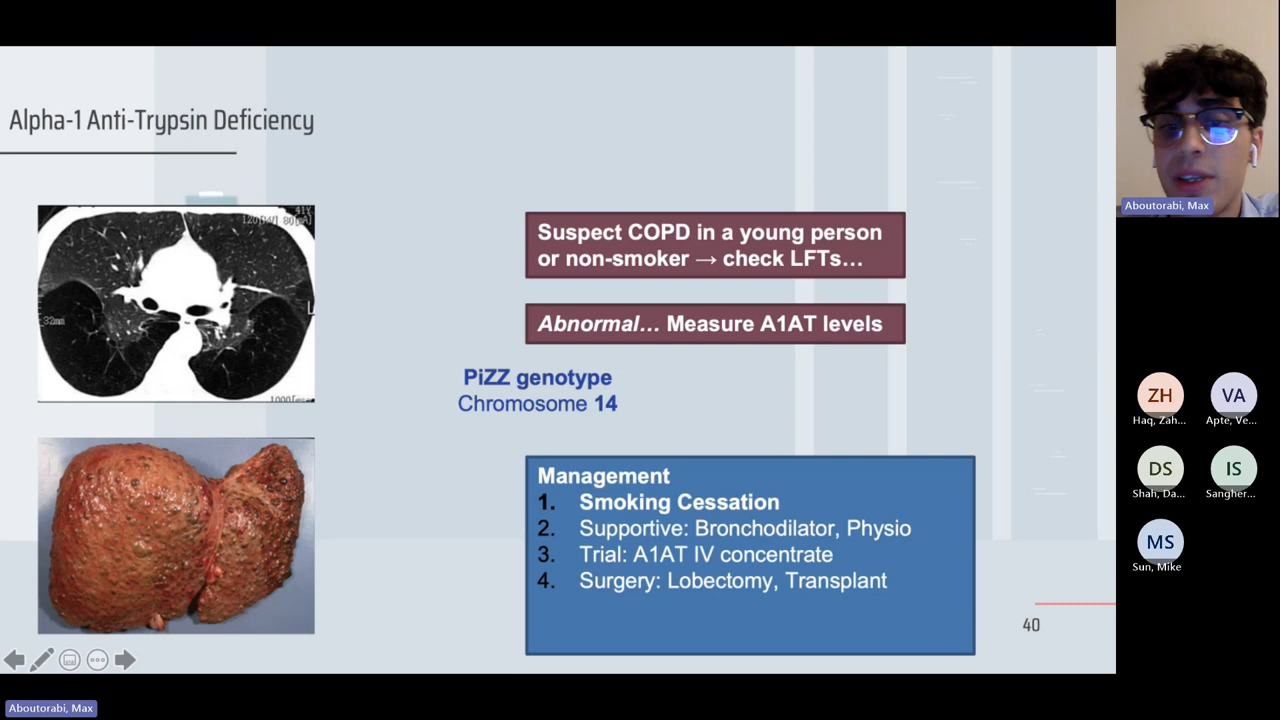 Alpha-1 Anti-Trypsin Deficiency
120kV 80mA
32mm
L
Suspect COPD in a young person
or non-smoker → check LFTs…
Abnormal… Measure A1AT levels
PiZZ genotype
Chromosome 14
Management
1. Smoking Cessation
2. Supportive: Bronchodilator, Physio
3. Trial: A1AT IV concentrate
4. Surgery: Lobectomy, Transplant
40
Aboutorabi, Max
ZH
Haq, Zah...
VA
Apte, Ve...
DS
Shah, Da...
IS
Sangher...
MS
Sun, Mike
Aboutorabi, Max